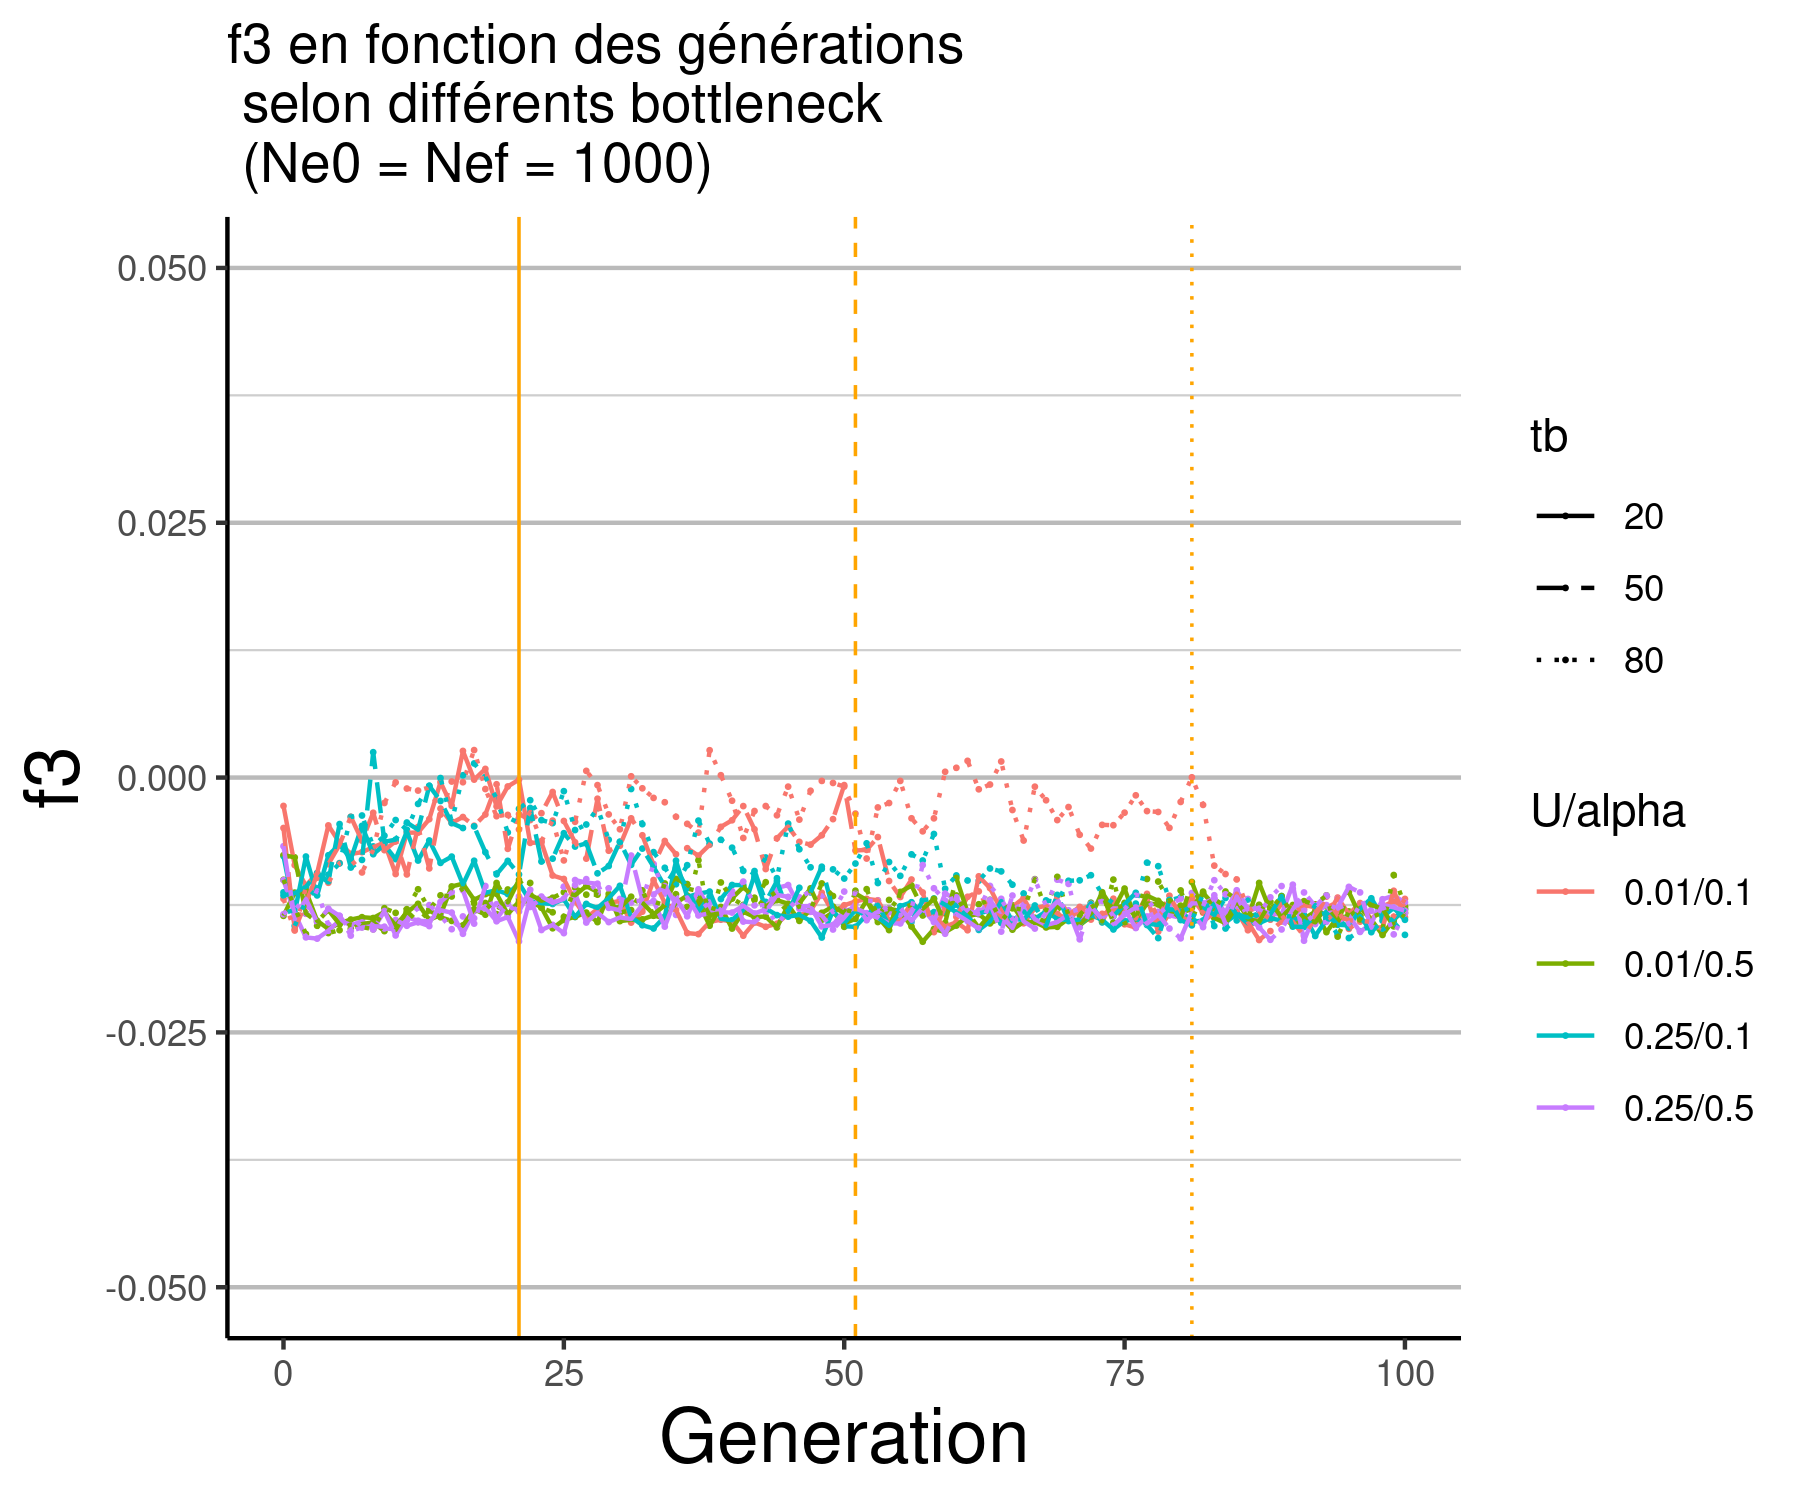 f3 en fonction des générations
selon différents bottleneck
(Ne0 = Nef = 1000)
f3
0.050
0.025
0.000
-0.025
-0.050
0
25
50
75
100
Generation
tb
20
50
80
U/alpha
0.01/0.1
0.01/0.5
0.25/0.1
0.25/0.5